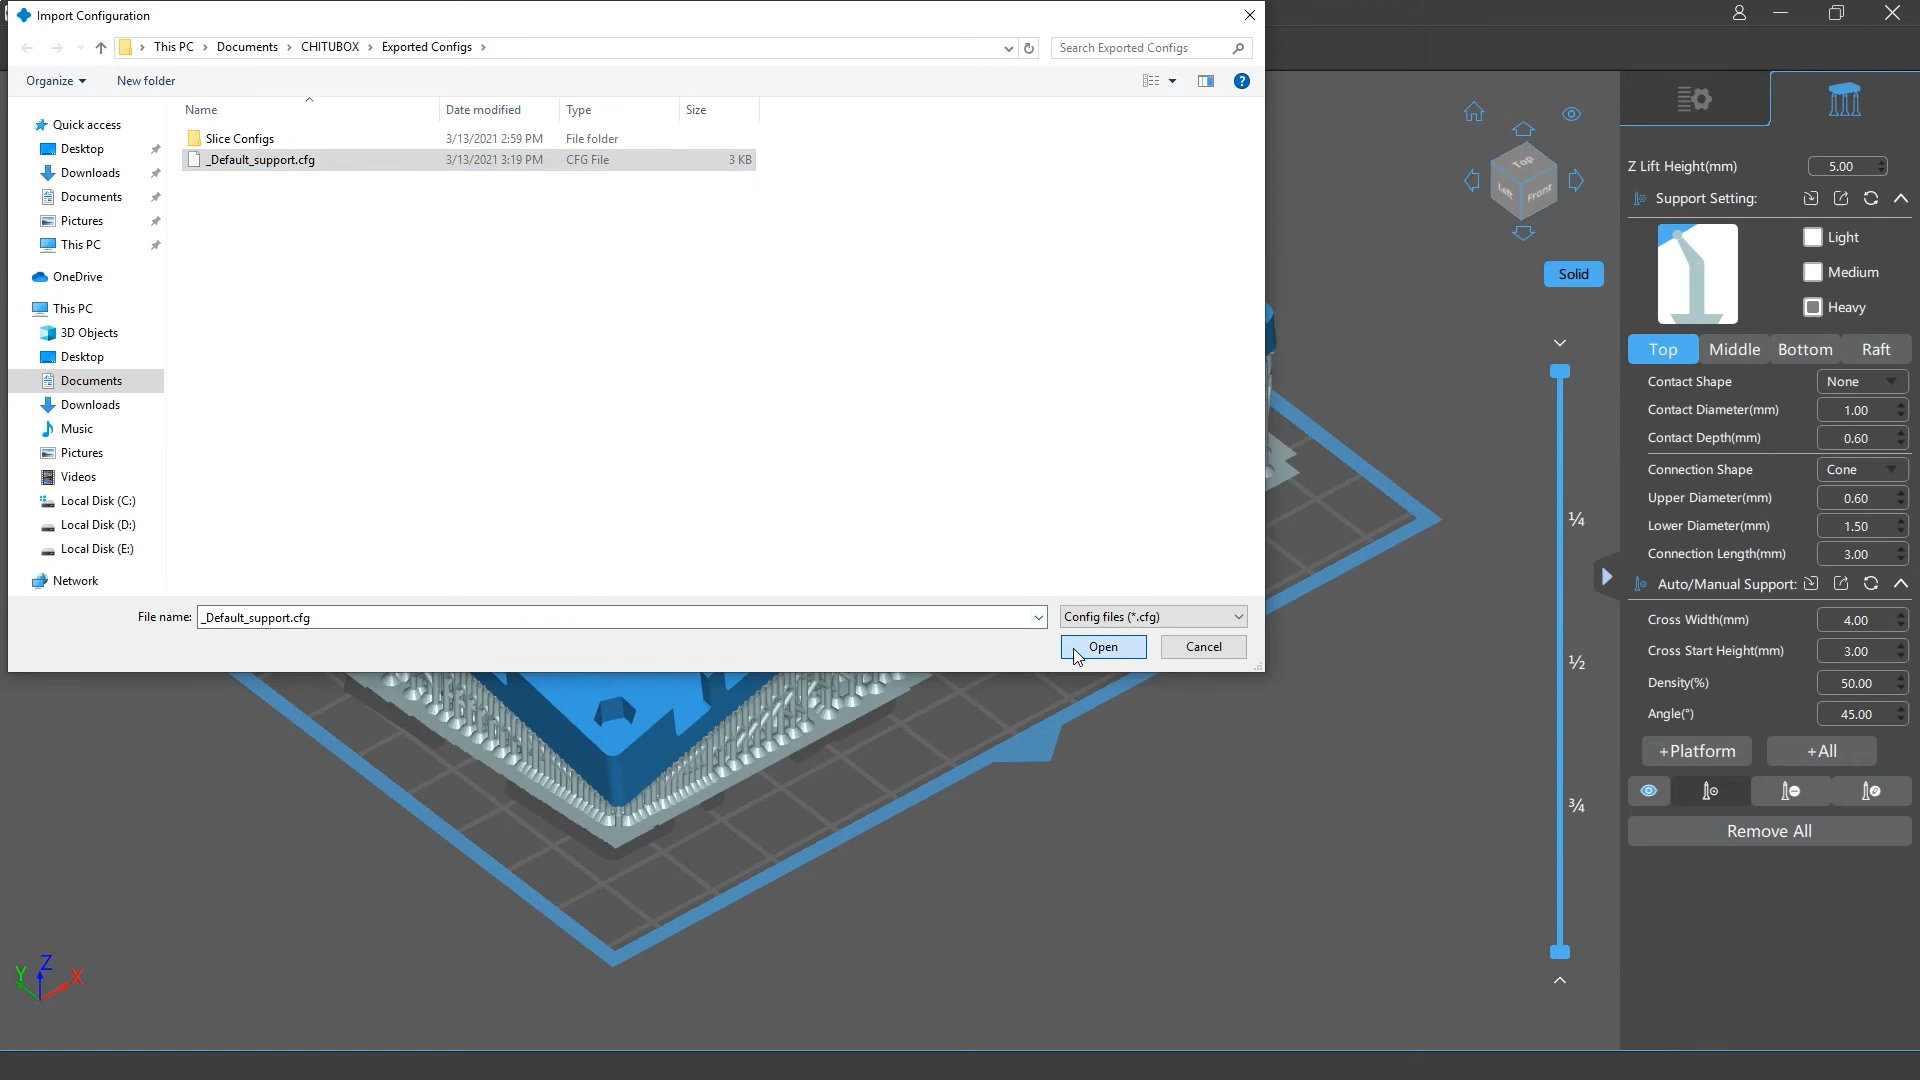 Import Configuration
This PC > Documents > CHITUBOX > Exported Configs >
Search Exported Configs
Organize
New folder
?
Name
Date modified
Type
Size
Slice Configs
3/13/2021 2:59 PM
File folder
_Default_support.cfg
3/13/2021 3:19 PM
CFG File
3 KB
Quick access
Desktop
Downloads
Documents
Pictures
This PC
OneDrive
This PC
3D Objects
Desktop
Documents
Downloads
Music
Pictures
Videos
Local Disk (C:)
Local Disk (D:)
Local Disk (E:)
Network
File name:
_Default_support.cfg
Config files (*.cfg)
Open
Cancel
Top
Left
Front
Solid
¼
½
¾
Z
Y
X
Z Lift Height(mm)
5.00
Support Setting:
Light
Medium
Heavy
Top
Middle
Bottom
Raft
Contact Shape
None
Contact Diameter(mm)
1.00
Contact Depth(mm)
0.60
Connection Shape
Cone
Upper Diameter(mm)
0.60
Lower Diameter(mm)
1.50
Connection Length(mm)
3.00
Auto/Manual Support:
Cross Width(mm)
4.00
Cross Start Height(mm)
3.00
Density(%)
50.00
Angle(°)
45.00
+Platform
+All
Remove All